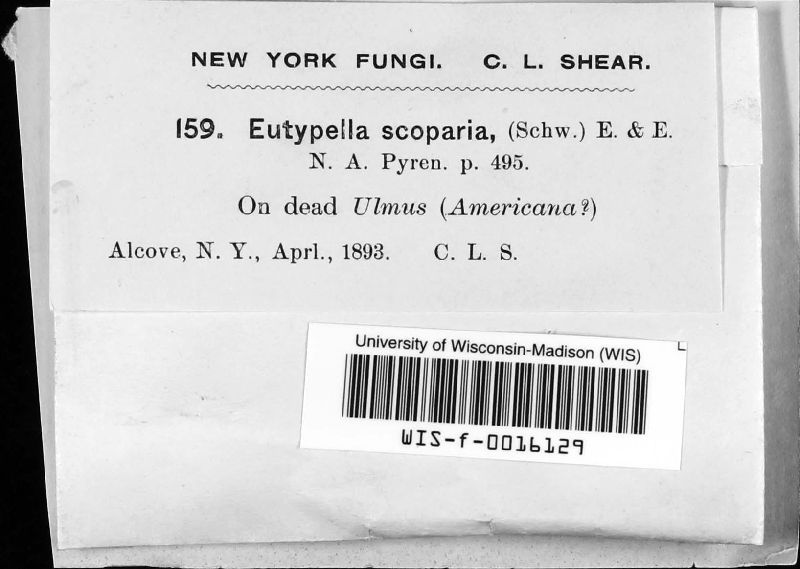 NEW YORK FUNGI. C. L. SHEAR.
159. Eutypella scoparia, (Schw.) E. & E.
N. A. Pyren. p. 495.
On dead Ulmus (Americana?)
Alcove, N. Y., Aprl., 1893. C. L. S.
University of Wisconsin-Madison (WIS)
WIS-f-0016129